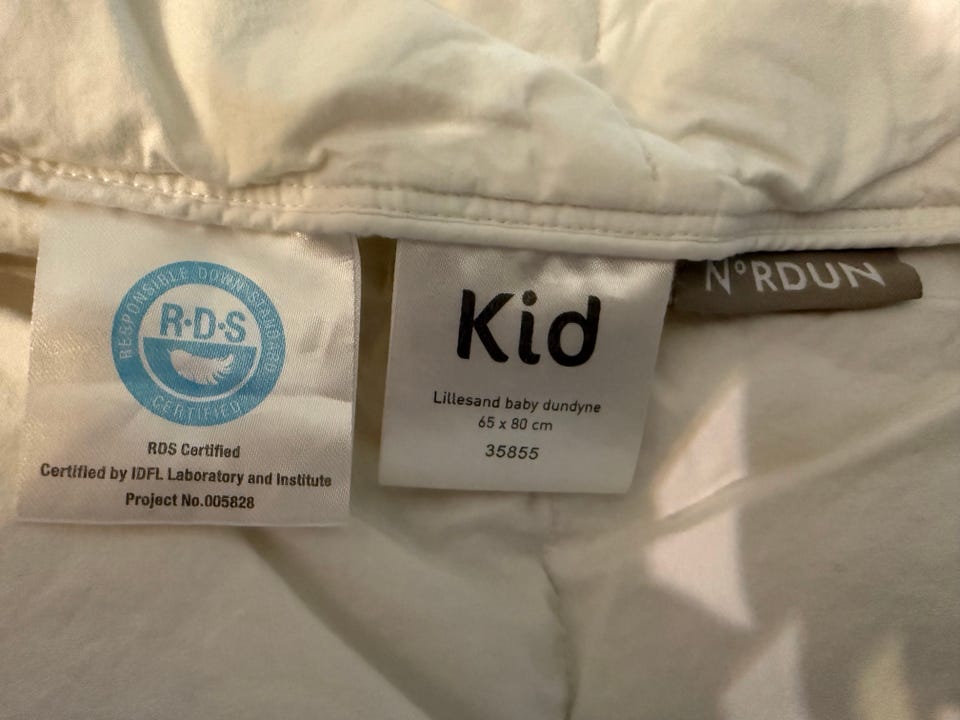 RESPONSIBLE DOWN STANDARD
R·D·S
CERTIFIED
RDS Certified
Certified by IDFL Laboratory and Institute
Project No.005828
Kid
Lillesand baby dundyne
65 x 80 cm
35855
N°RDUN